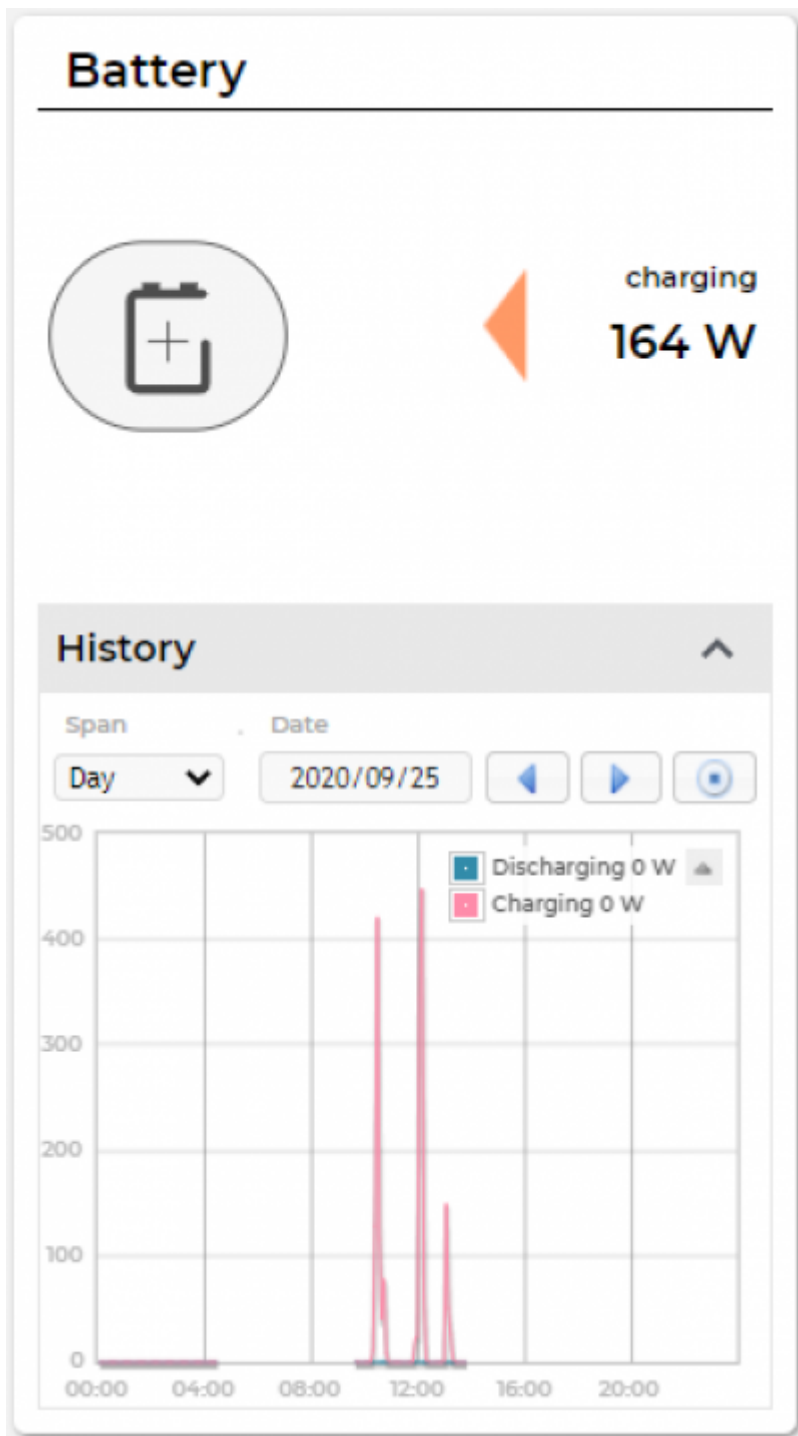 Battery
charging
164 W
History
Span . Date
Day 2020/09/25
500
Discharging 0 W
Charging 0 W
400
300
200
100
0
00:00 04:00 08:00 12:00 16:00 20:00